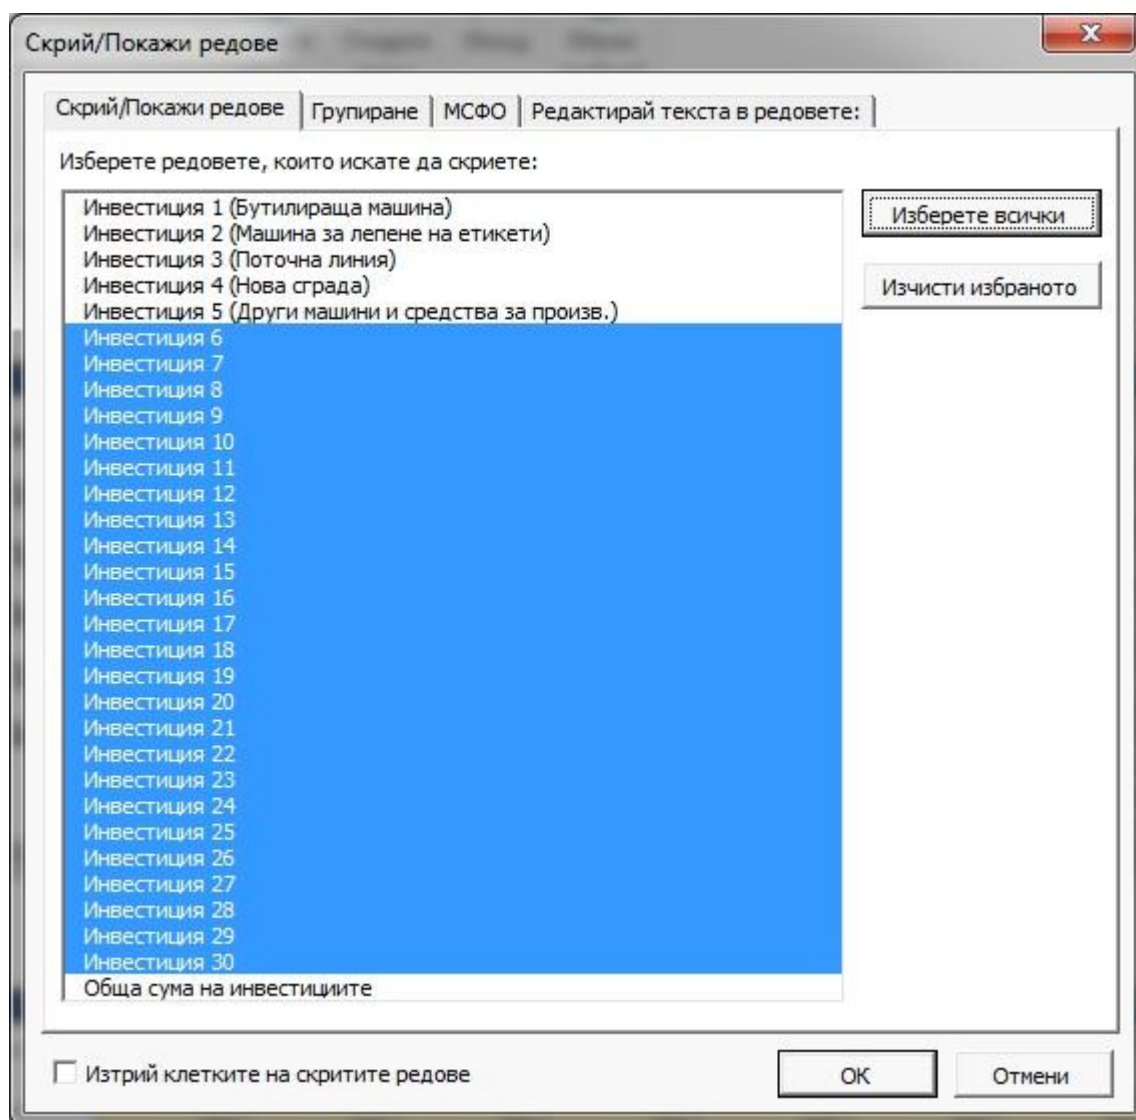 Скрий/Покажи редове
Скрий/Покажи редове Групиране МСФО Редактирай текста в редовете:
Изберете редовете, които искате да скриете:
Инвестиция 1 (Бутилираща машина)
Инвестиция 2 (Машина за лепене на етикети)
Инвестиция 3 (Поточна линия)
Инвестиция 4 (Нова сграда)
Инвестиция 5 (Други машини и средства за произв.)
Инвестиция 6
Инвестиция 7
Инвестиция 8
Инвестиция 9
Инвестиция 10
Инвестиция 11
Инвестиция 12
Инвестиция 13
Инвестиция 14
Инвестиция 15
Инвестиция 16
Инвестиция 17
Инвестиция 18
Инвестиция 19
Инвестиция 20
Инвестиция 21
Инвестиция 22
Инвестиция 23
Инвестиция 24
Инвестиция 25
Инвестиция 26
Инвестиция 27
Инвестиция 28
Инвестиция 29
Инвестиция 30
Обща сума на инвестициите
Изберете всички
Изчисти избраното
Изтрий клетките на скритите редове
ОК
Отмени